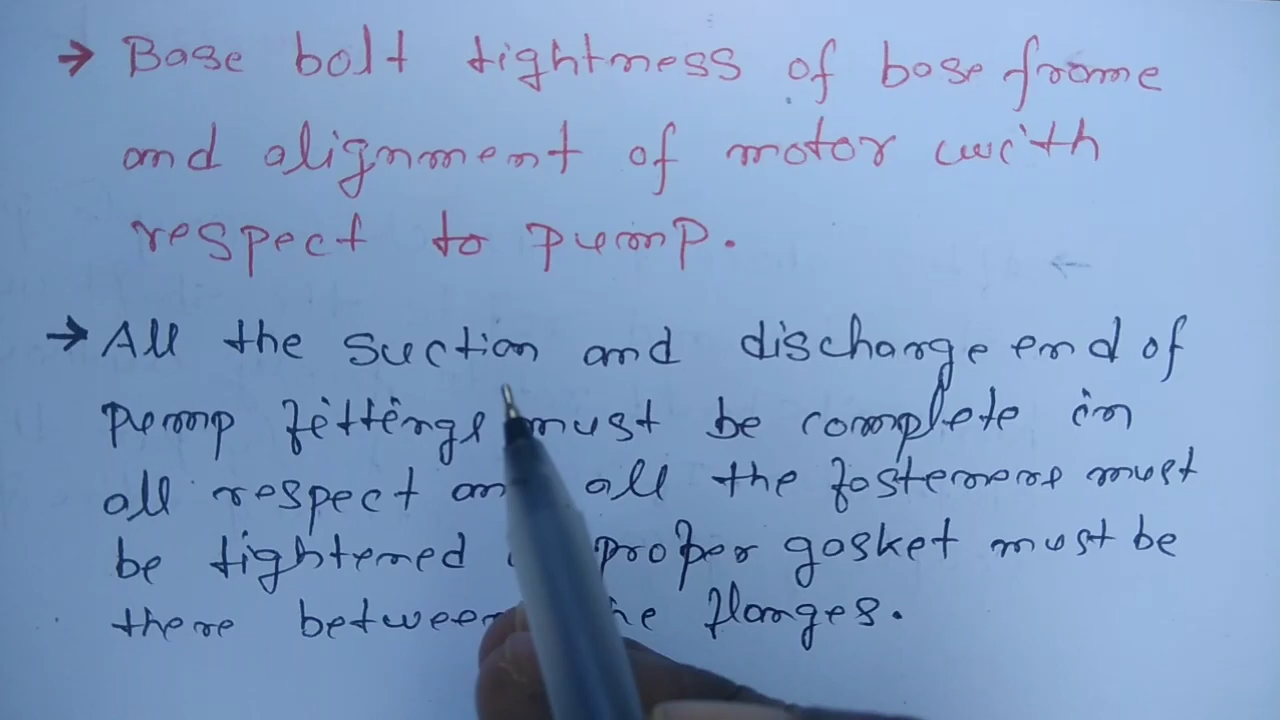 → Base bolt tightness of base frame
and alignment of motor with
respect to pump.
→ All the suction and discharge end of
pump fittings must be complete in
all respect all the fasteners must
be tightened proper gasket must be
there between the flanges.